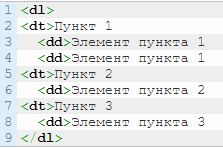 1 <dl>
2 <dt>Пункт 1
3 <dd>Элемент пункта 1
4 <dd>Элемент пункта 1
5 <dt>Пункт 2
6 <dd>Элемент пункта 2
7 <dt>Пункт 3
8 <dd>Элемент пункта 3
9 </dl>